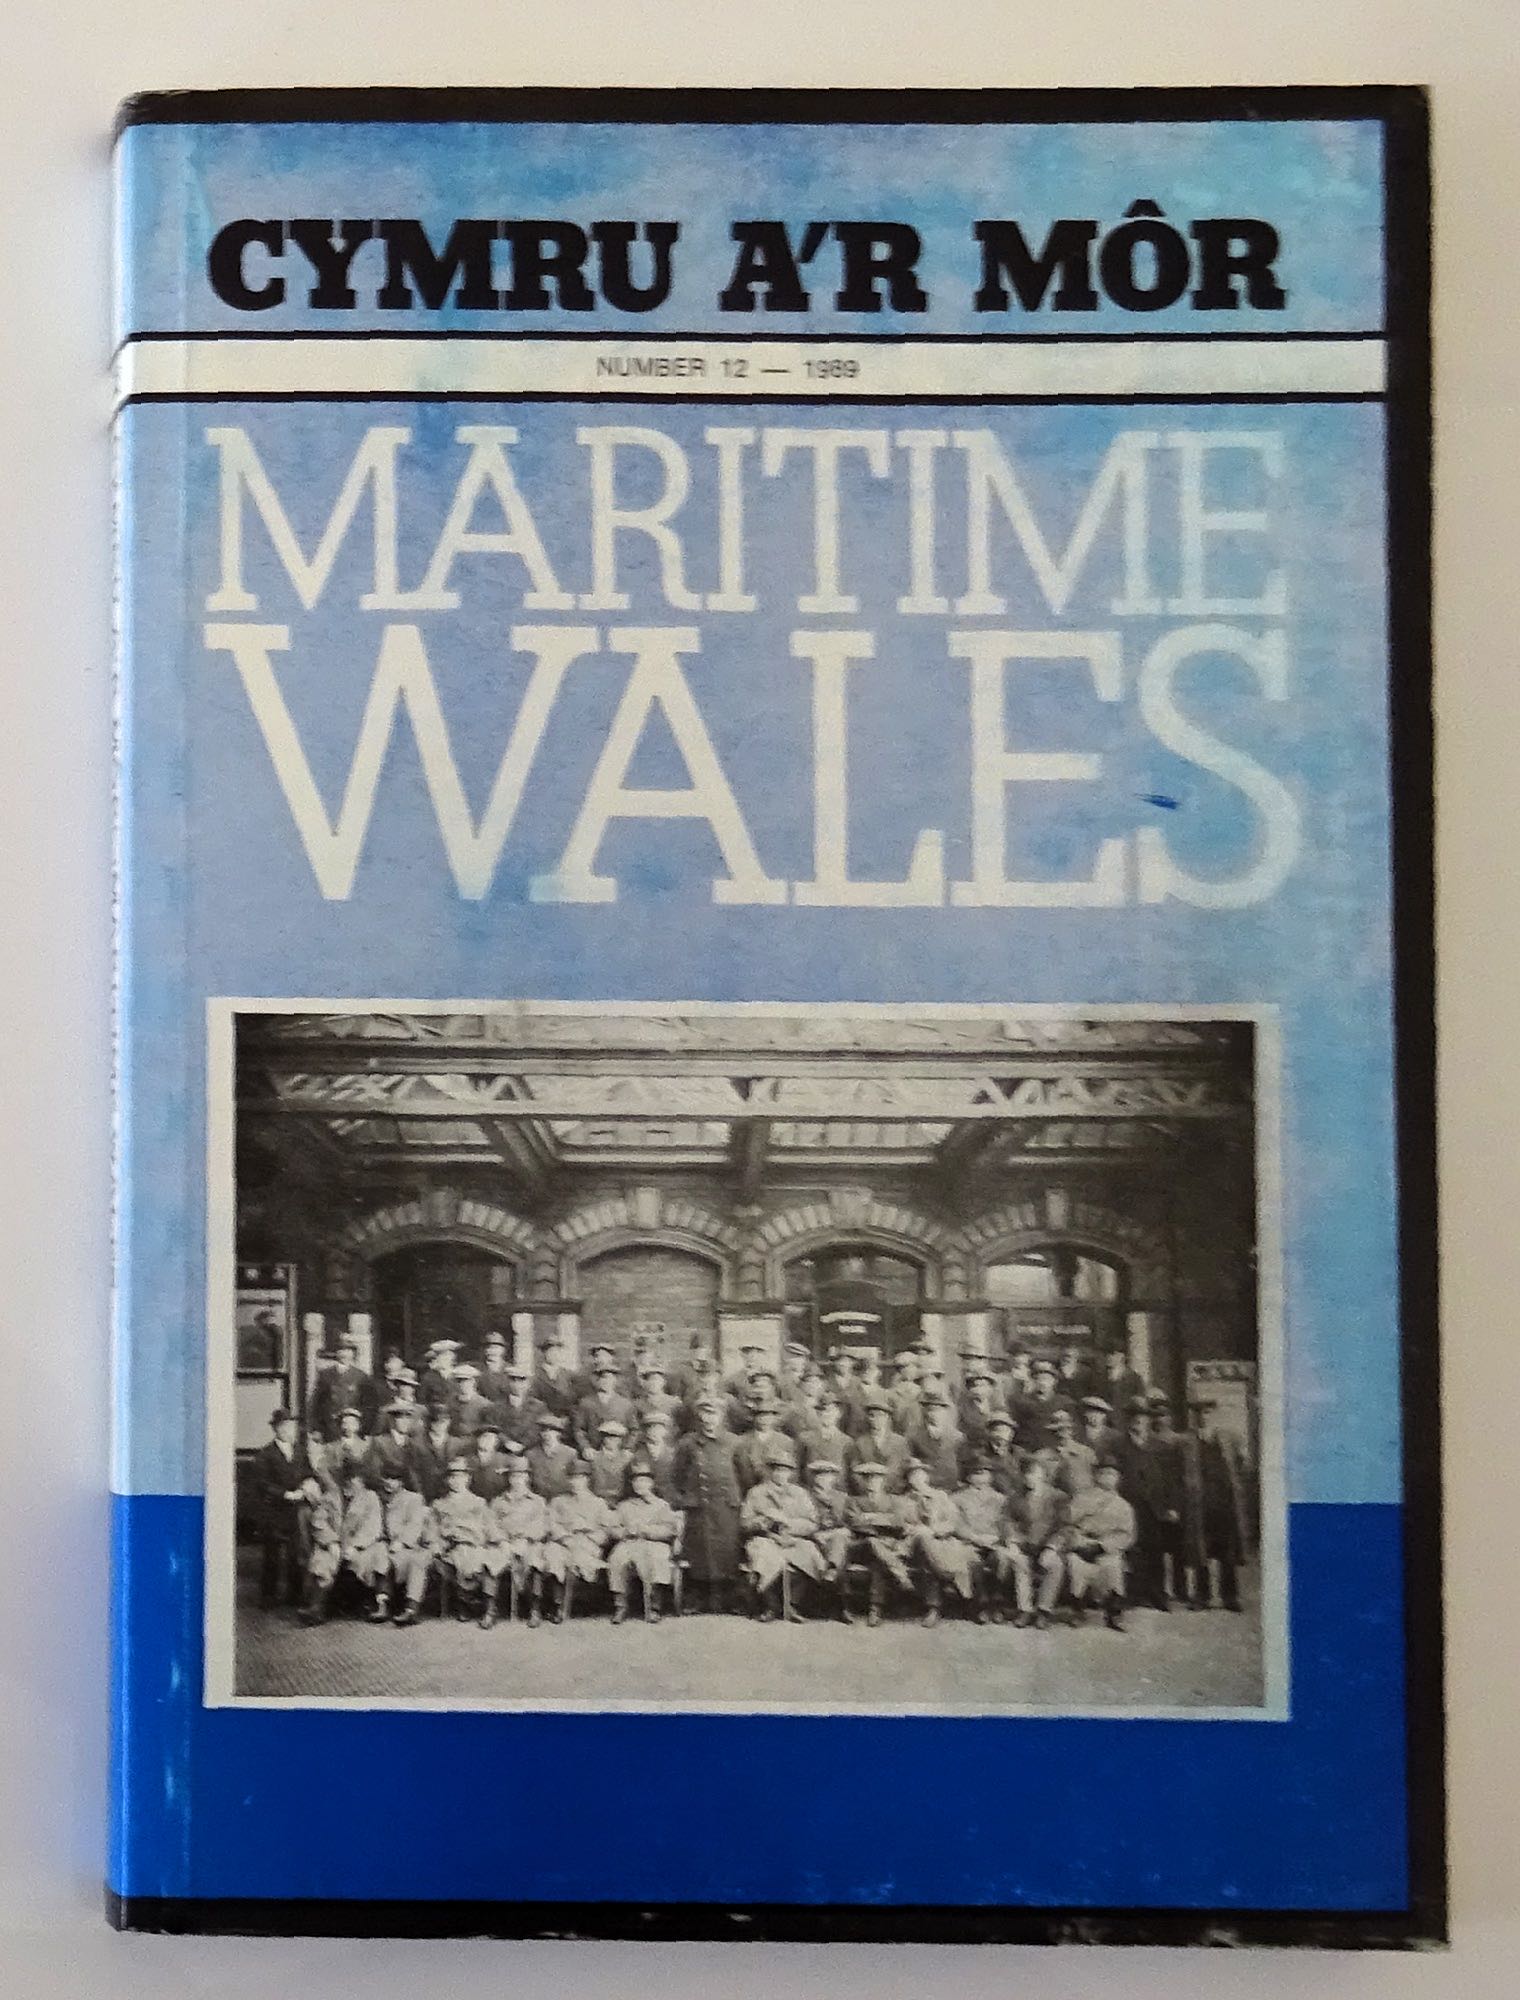 CYMRU A'R MÔR
NUMBER 12 — 1989
MARITIME
WALES